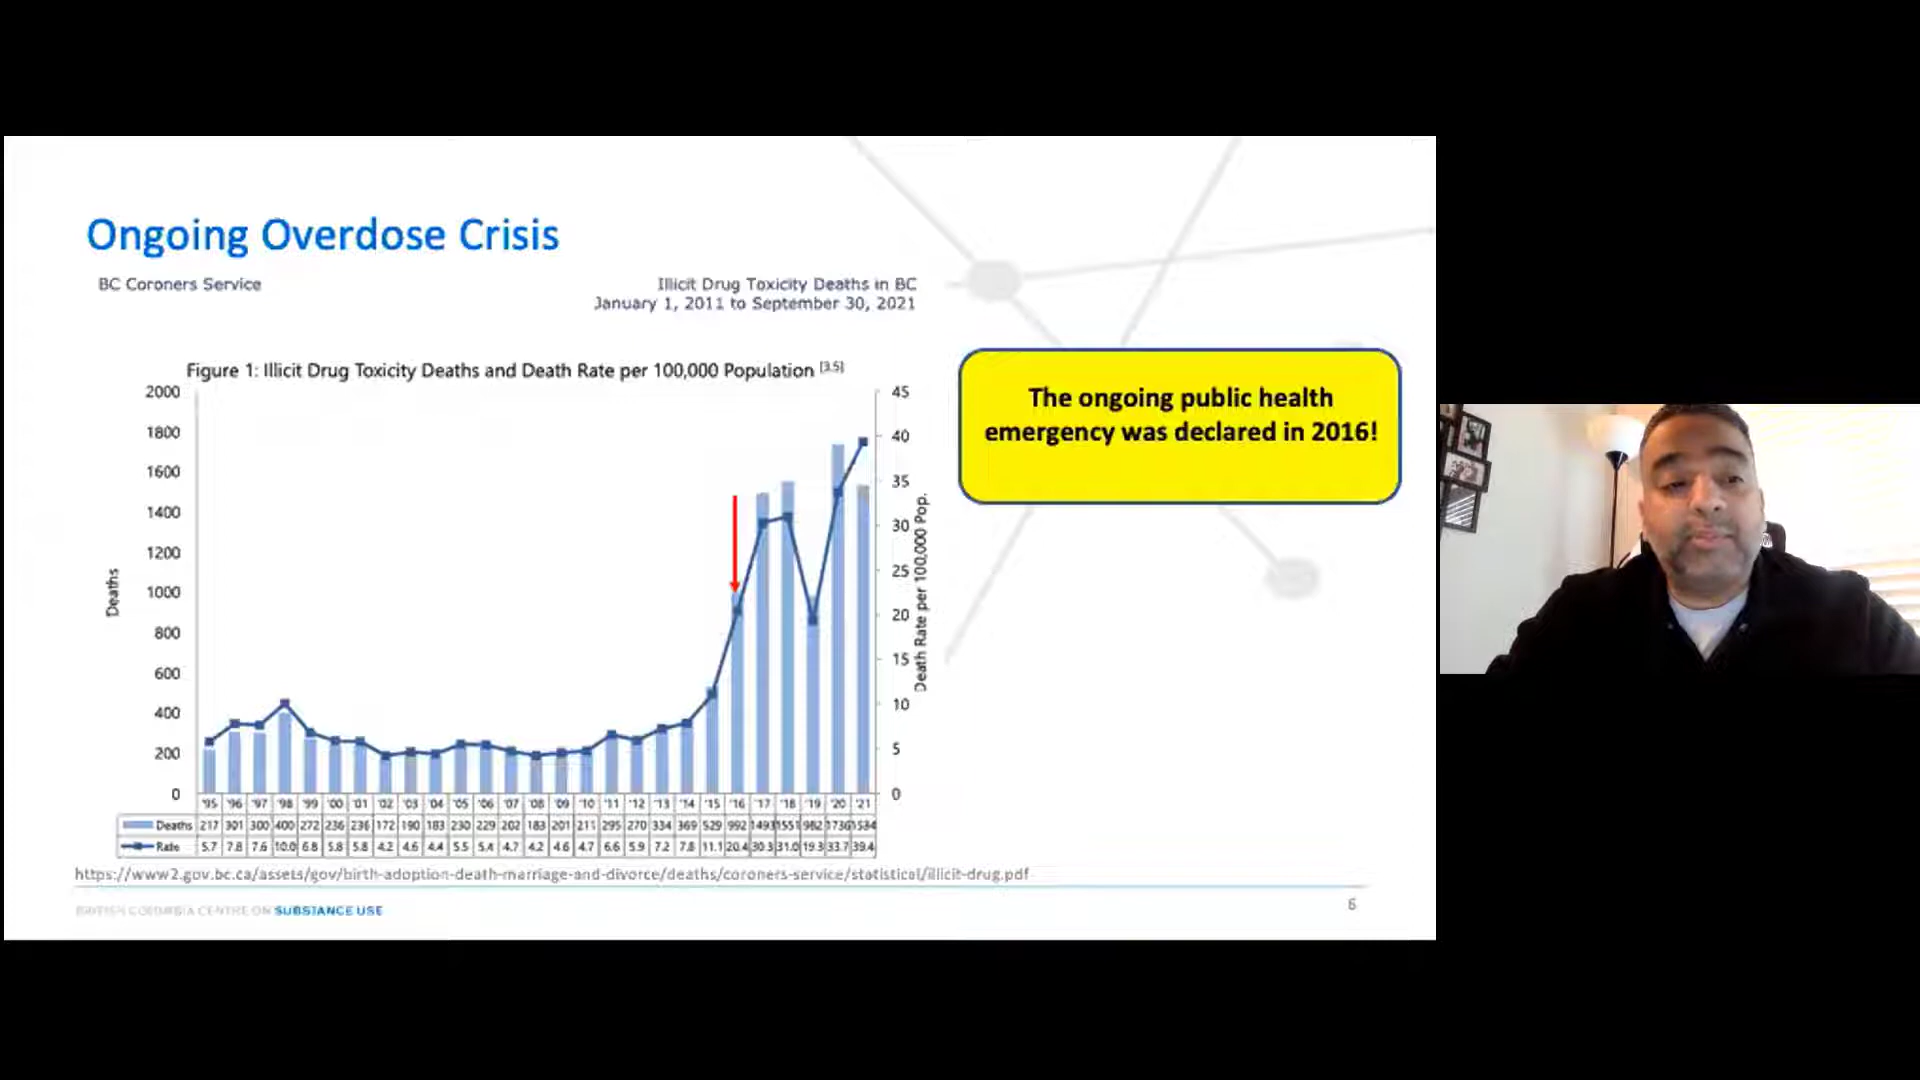 Ongoing Overdose Crisis
BC Coroners Service
Illicit Drug Toxicity Deaths in BC
January 1, 2011 to September 30, 2021
Figure 1: Illicit Drug Toxicity Deaths and Death Rate per 100,000 Population [3,5]
2000
1800
1600
1400
1200
1000
800
600
400
200
0
Deaths
45
40
35
30
25
20
15
10
5
0
Death Rate per 100,000 Pop.
'95 '96 '97 '98 '99 '00 '01 '02 '03 '04 '05 '06 '07 '08 '09 '10 '11 '12 '13 '14 '15 '16 '17 '18 '19 '20 '21
Deaths 217 301 300 400 272 236 236 172 190 183 230 229 202 183 201 211 295 270 334 369 529 992 1493 1551 982 1736 1534
Rate 5.7 7.8 7.6 10.0 6.8 5.8 5.8 4.2 4.6 4.4 5.5 5.4 4.7 4.2 4.6 4.7 6.6 5.9 7.2 7.8 11.1 20.4 30.3 31.0 19.3 33.7 39.4
The ongoing public health
emergency was declared in 2016!
https://www2.gov.bc.ca/assets/gov/birth-adoption-death-marriage-and-divorce/deaths/coroners-service/statistical/illicit-drug.pdf
BRITISH COLUMBIA CENTRE ON SUBSTANCE USE
6